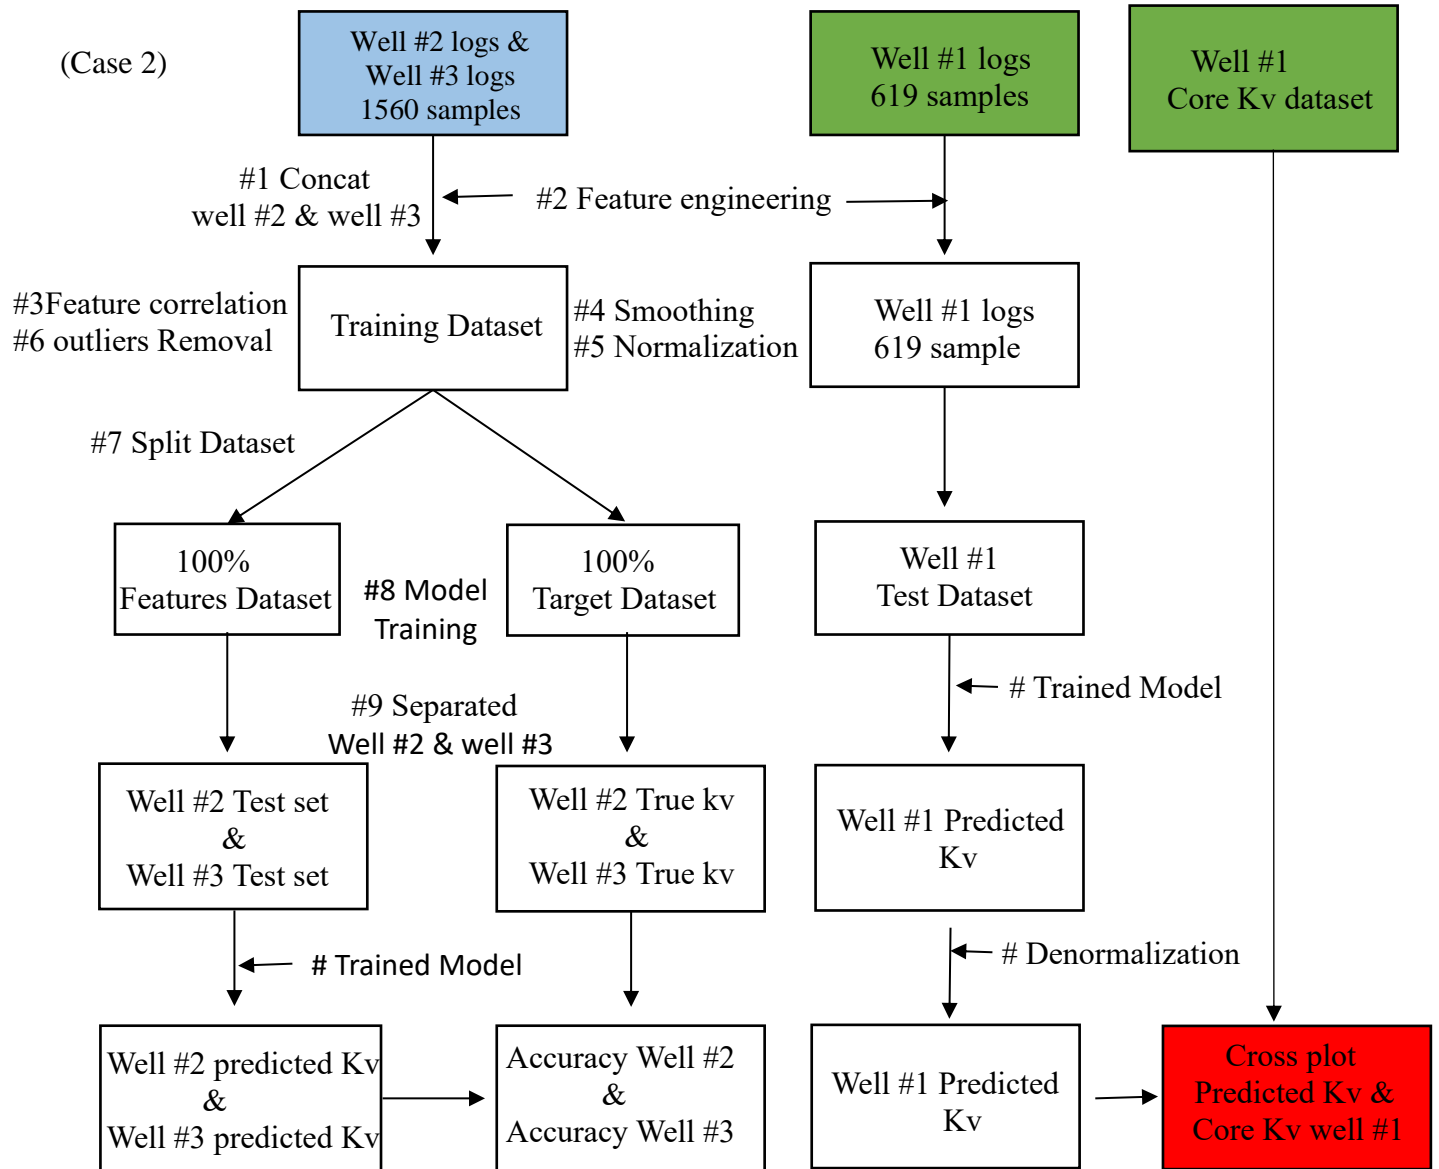 (Case 2)
Well #2 logs &
Well #3 logs
1560 samples
Well #1 logs
619 samples
Well #1
Core Kv dataset
#1 Concat
well #2 & well #3
#2 Feature engineering
#3Feature correlation
#6 outliers Removal
Training Dataset
#4 Smoothing
#5 Normalization
Well #1 logs
619 sample
#7 Split Dataset
100%
Features Dataset
#8 Model
Training
100%
Target Dataset
Well #1
Test Dataset
# Trained Model
#9 Separated
Well #2 & well #3
Well #2 Test set
&
Well #3 Test set
Well #2 True kv
&
Well #3 True kv
Well #1 Predicted
Kv
# Trained Model
# Denormalization
Well #2 predicted Kv
&
Well #3 predicted Kv
Accuracy Well #2
&
Accuracy Well #3
Well #1 Predicted
Kv
Cross plot
Predicted Kv &
Core Kv well #1